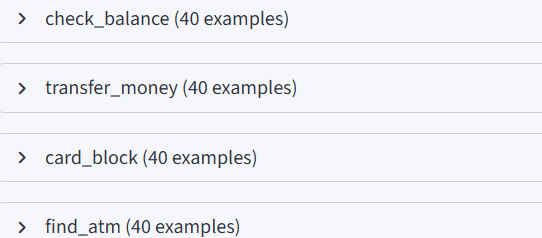 check_balance (40 examples)
transfer_money (40 examples)
card_block (40 examples)
find_atm (40 examples)